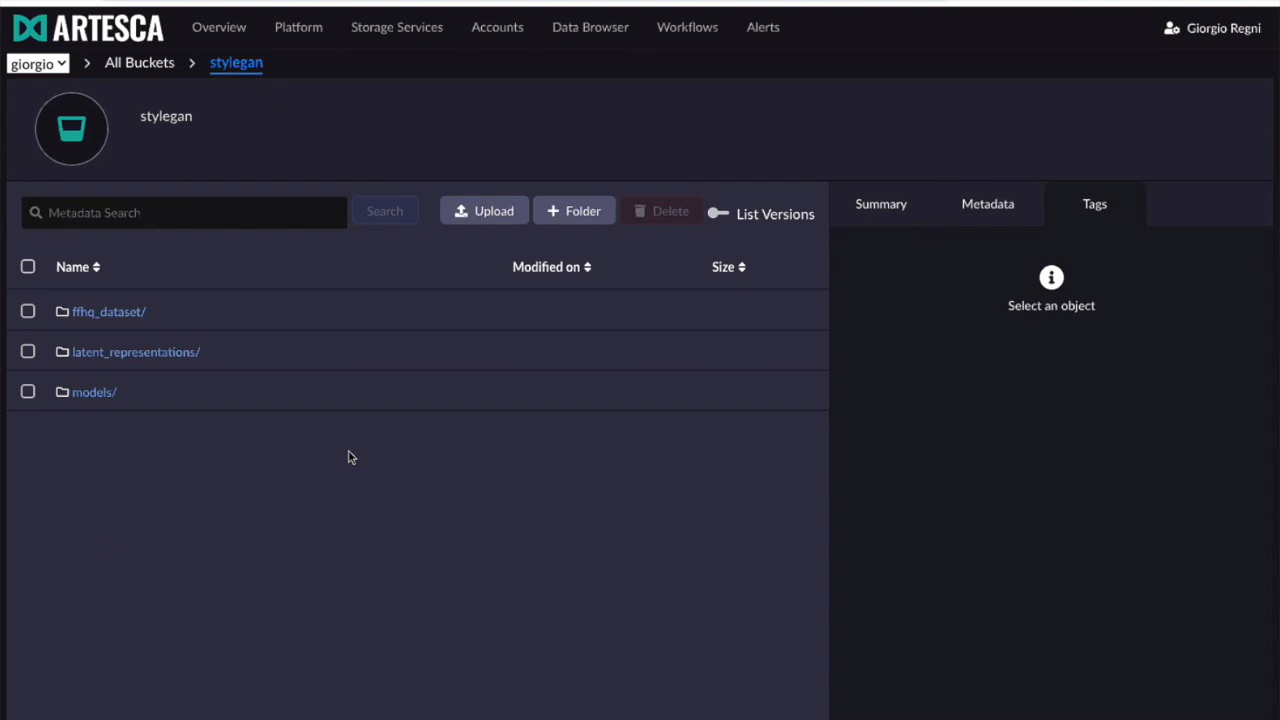 ARTESCA Overview Platform Storage Services Accounts Data Browser Workflows Alerts Giorgio Regni
giorgio > All Buckets > stylegan
stylegan
Metadata Search Search Upload + Folder Delete List Versions
Summary Metadata Tags
Name Modified on Size
Select an object
ffhq_dataset/
latent_representations/
models/